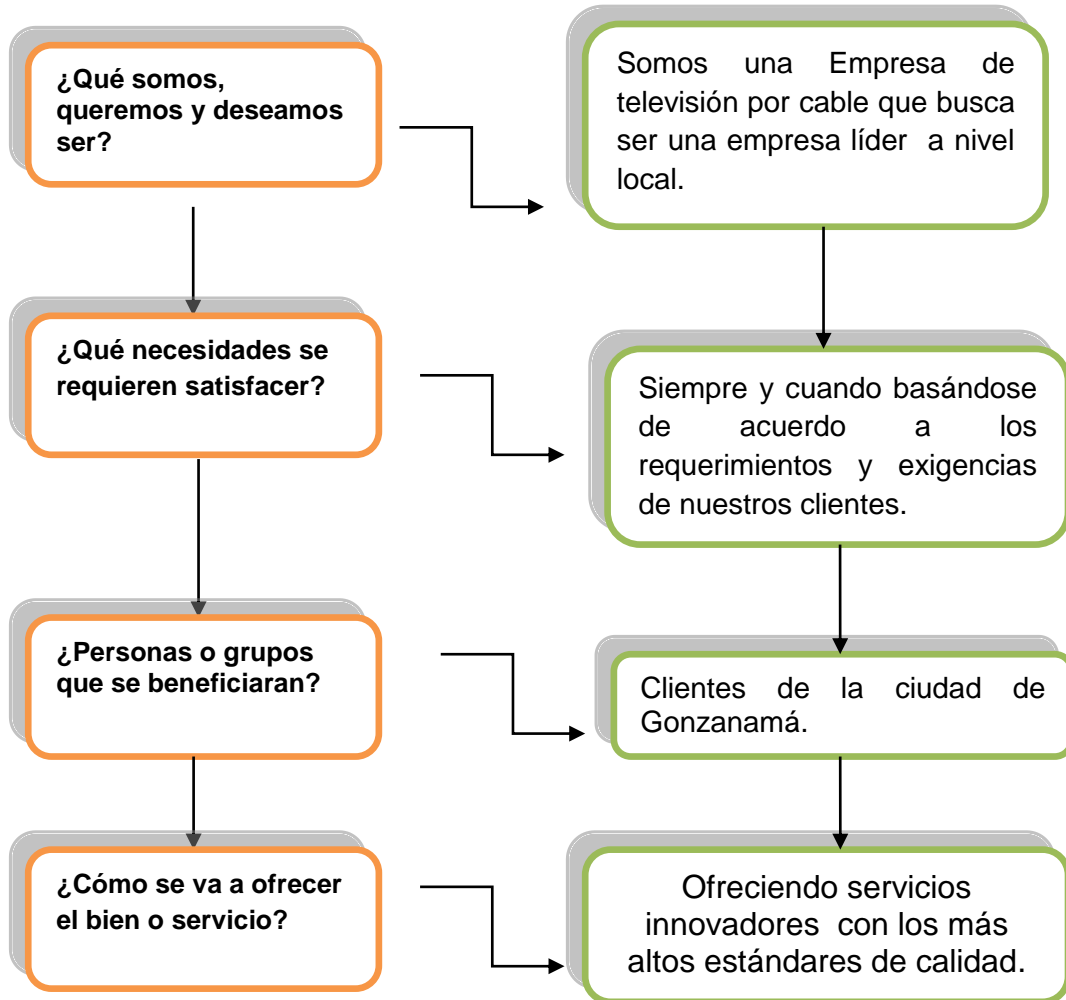 ¿Qué somos,
queremos y deseamos
ser?
Somos una Empresa de
televisión por cable que busca
ser una empresa líder a nivel
local.
¿Qué necesidades se
requieren satisfacer?
Siempre y cuando basándose
de acuerdo a los
requerimientos y exigencias
de nuestros clientes.
¿Personas o grupos
que se beneficiaran?
Clientes de la ciudad de
Gonzanamá.
¿Cómo se va a ofrecer
el bien o servicio?
Ofreciendo servicios
innovadores con los más
altos estándares de calidad.